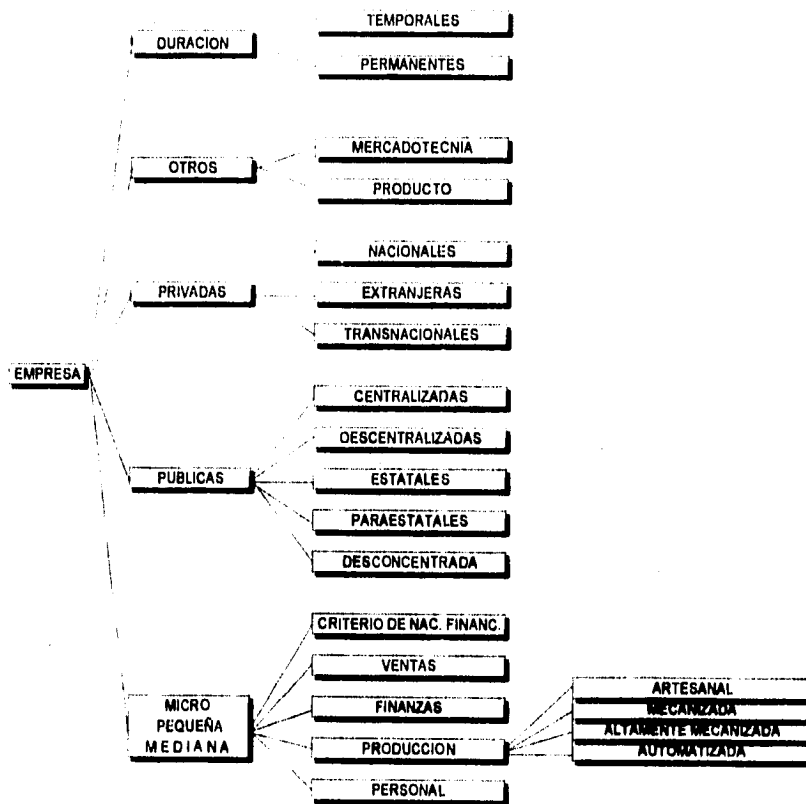 TEMPORALES
DURACION
PERMANENTES
MERCADOTECNIA
OTROS
PRODUCTO
NACIONALES
PRIVADAS
EXTRANJERAS
TRANSNACIONALES
EMPRESA
CENTRALIZADAS
DESCENTRALIZADAS
PUBLICAS
ESTATALES
PARAESTATALES
DESCONCENTRADA
CRITERIO DE NAC. FINANC.
VENTAS
MICRO
PEQUEÑA
MEDIANA
FINANZAS
PRODUCCION
PERSONAL
ARTESANAL
MECANIZADA
ALTAMENTE MECANIZADA
AUTOMATIZADA